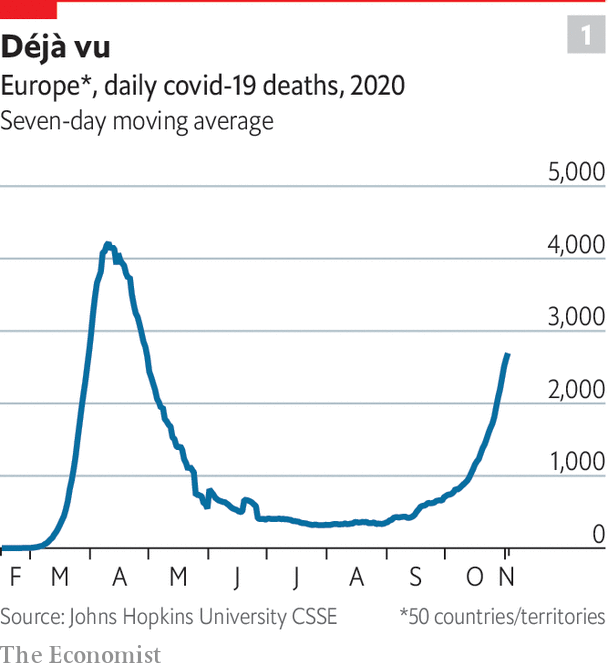 1
Déjà vu
Europe*, daily covid-19 deaths, 2020
Seven-day moving average
5,000
4,000
3,000
2,000
1,000
0
F M A M J J A S O N
Source: Johns Hopkins University CSSE *50 countries/territories
The Economist